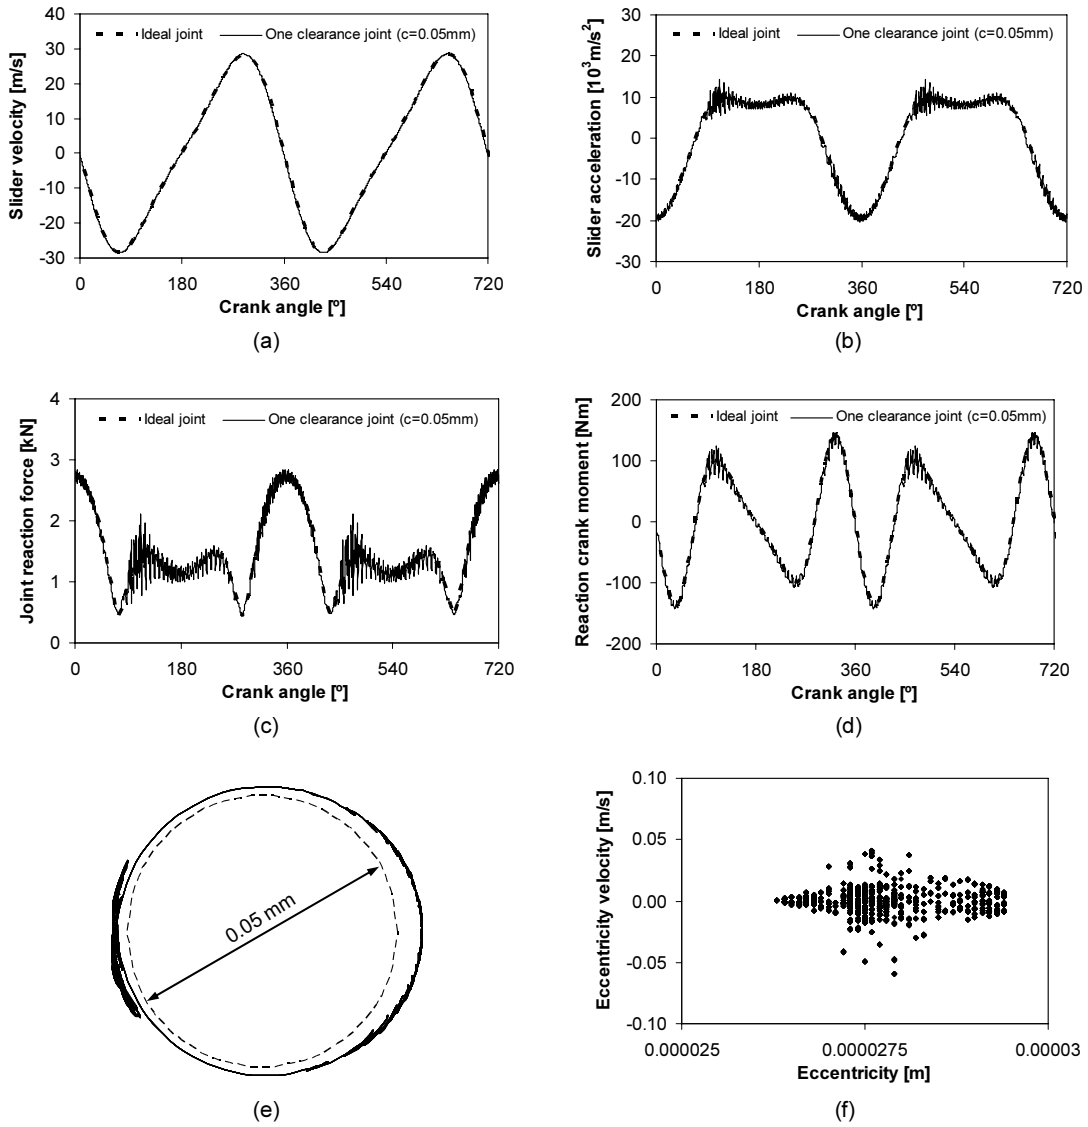 40
30
20
10
0
-10
-20
-30
Slider velocity [m/s]
Ideal joint
One clearance joint (c=0.05mm)
0 180 360 540 720
Crank angle [º]
(a)
30
20
10
0
-10
-20
-30
Slider acceleration [10³m/s²]
Ideal joint
One clearance joint (c=0.05mm)
0 180 360 540 720
Crank angle [º]
(b)
4
3
2
1
0
Joint reaction force [kN]
Ideal joint
One clearance joint (c=0.05mm)
0 180 360 540 720
Crank angle [º]
(c)
200
100
0
-100
-200
Reaction crank moment [Nm]
Ideal joint
One clearance joint (c=0.05mm)
0 180 360 540 720
Crank angle [º]
(d)
0.05 mm
(e)
0.10
0.05
0.00
-0.05
-0.10
Eccentricity velocity [m/s]
0.000025 0.0000275 0.00003
Eccentricity [m]
(f)